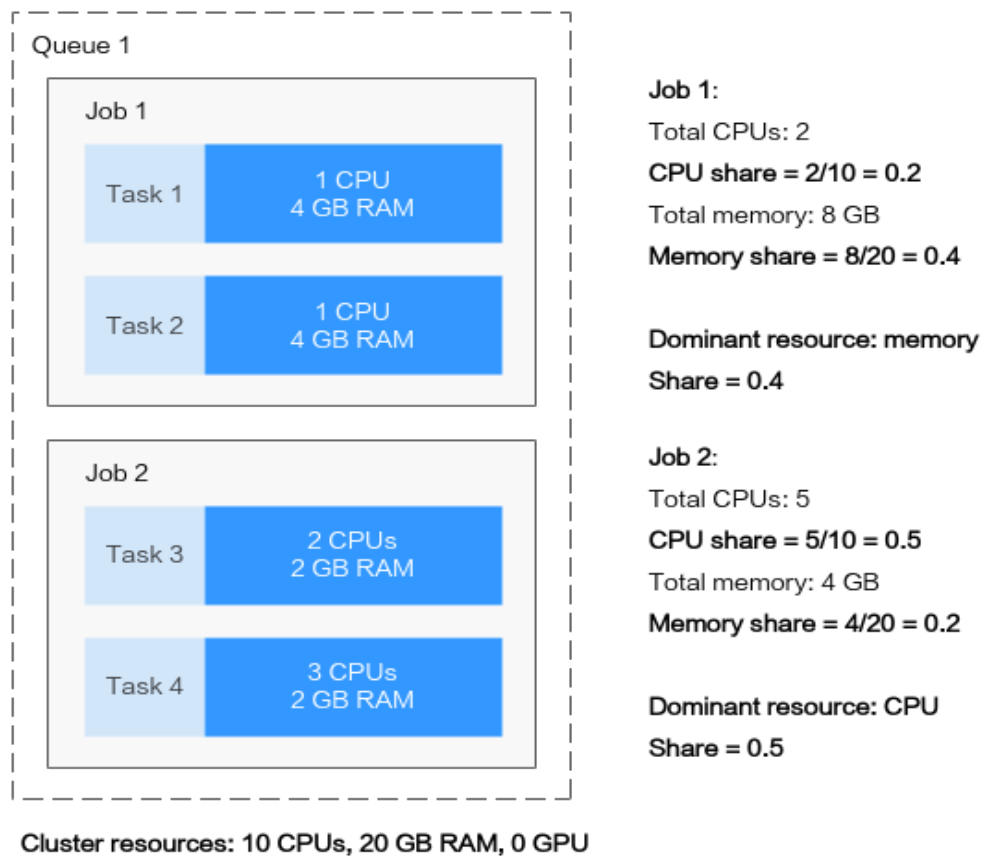 Queue 1
Job 1
Task 1
1 CPU
4 GB RAM
Task 2
1 CPU
4 GB RAM
Job 2
Task 3
2 CPUs
2 GB RAM
Task 4
3 CPUs
2 GB RAM
Job 1:
Total CPUs: 2
CPU share = 2/10 = 0.2
Total memory: 8 GB
Memory share = 8/20 = 0.4
Dominant resource: memory
Share = 0.4
Job 2:
Total CPUs: 5
CPU share = 5/10 = 0.5
Total memory: 4 GB
Memory share = 4/20 = 0.2
Dominant resource: CPU
Share = 0.5
Cluster resources: 10 CPUs, 20 GB RAM, 0 GPU